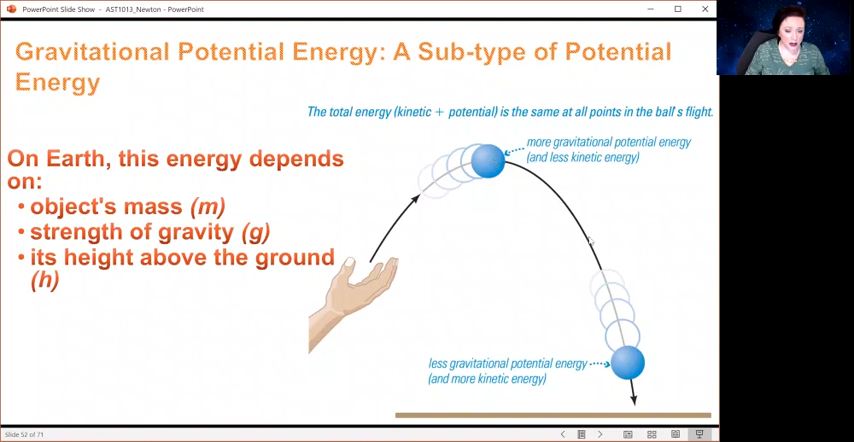 PowerPoint Slide Show - AST1013_Newton - PowerPoint
Gravitational Potential Energy: A Sub-type of Potential
Energy
The total energy (kinetic + potential) is the same at all points in the ball's flight.
On Earth, this energy depends
on:
• object's mass (m)
• strength of gravity (g)
• its height above the ground
(h)
more gravitational potential energy
(and less kinetic energy)
less gravitational potential energy
(and more kinetic energy)
Slide 52 of 71